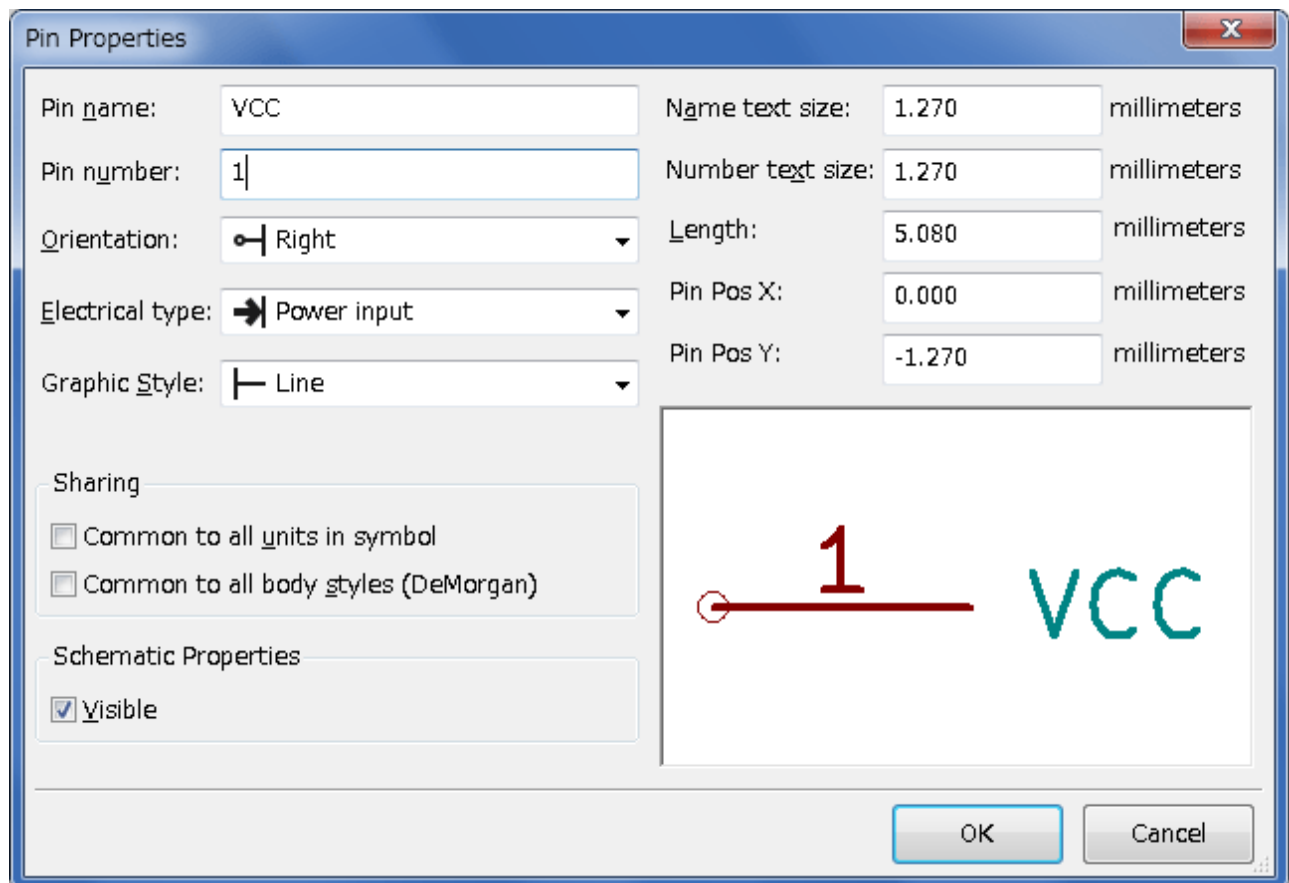 Pin Properties
Pin name: VCC
Pin number: 1
Orientation: Right
Electrical type: Power input
Graphic Style: Line
Name text size: 1.270 millimeters
Number text size: 1.270 millimeters
Length: 5.080 millimeters
Pin Pos X: 0.000 millimeters
Pin Pos Y: -1.270 millimeters
Sharing
Common to all units in symbol
Common to all body styles (DeMorgan)
Schematic Properties
Visible
1
VCC
OK
Cancel